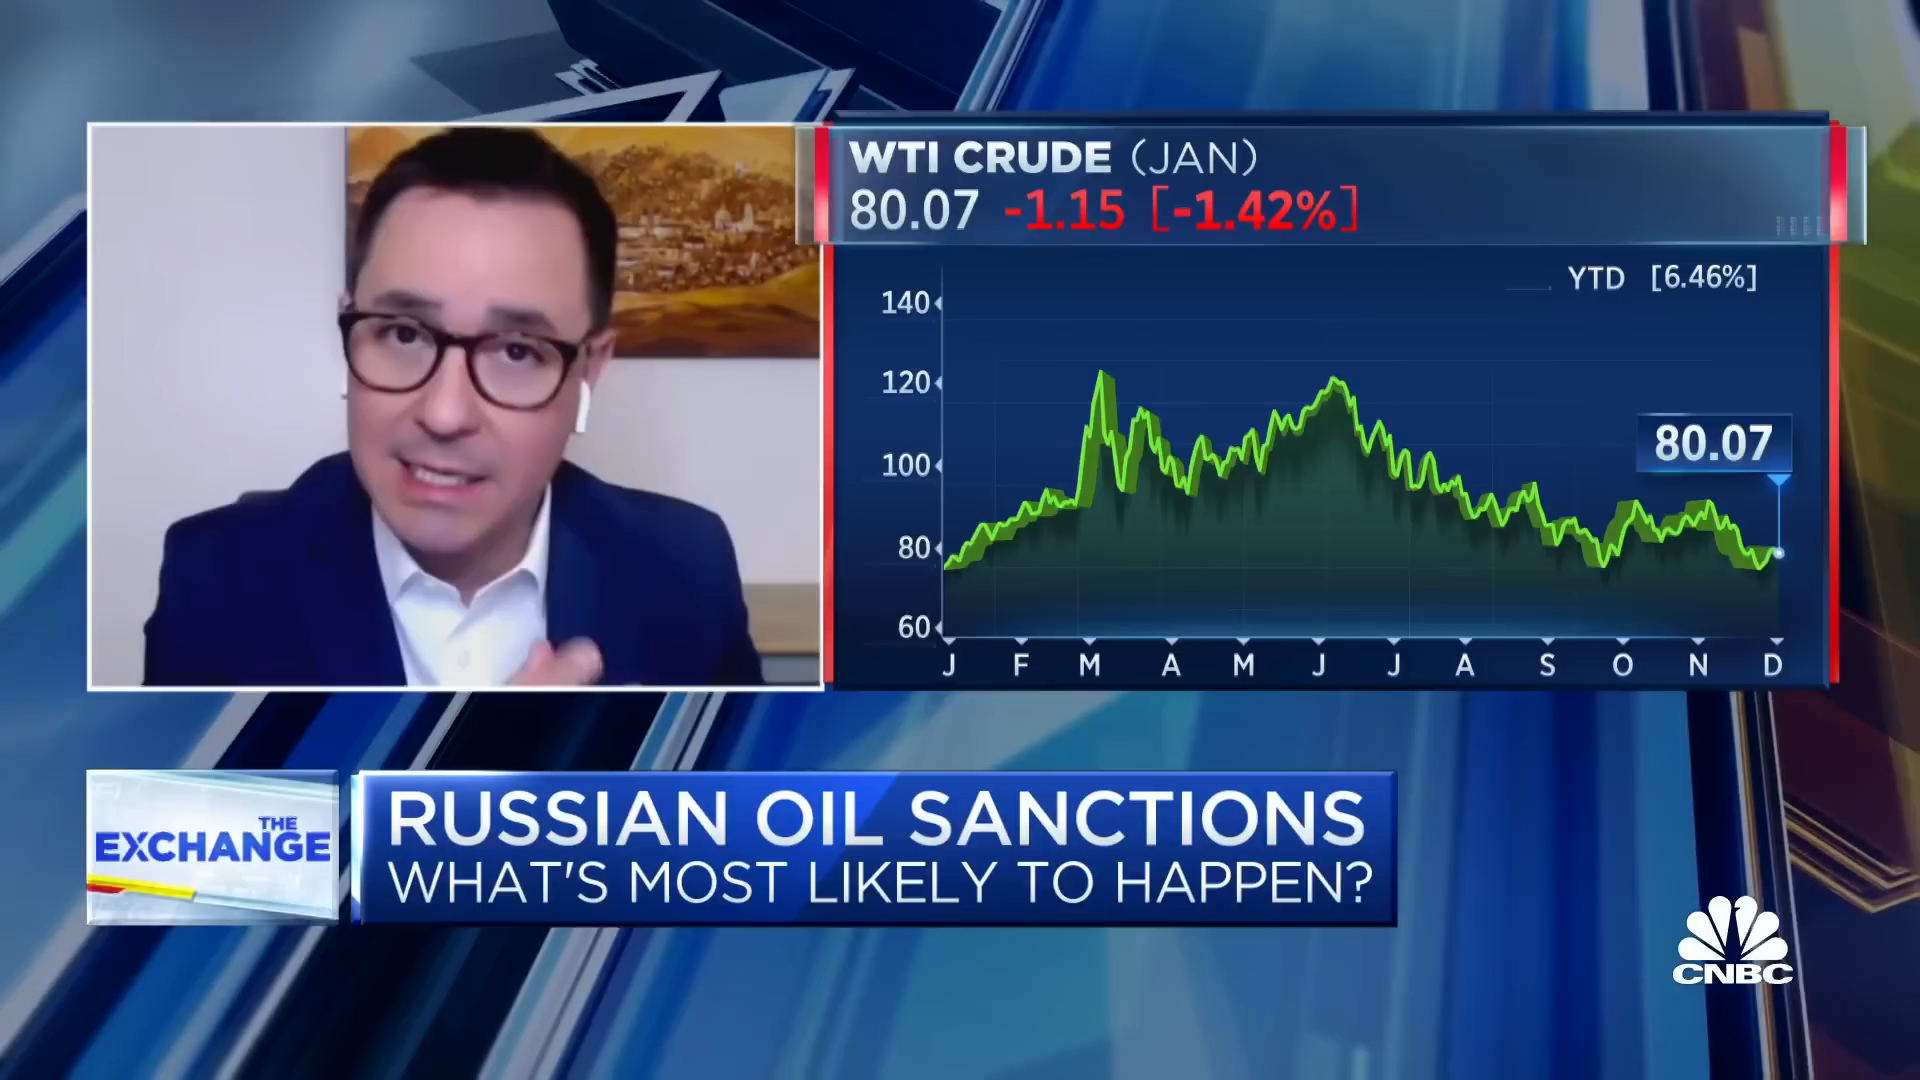 WTI CRUDE (JAN)
80.07 -1.15 [-1.42%]
YTD [6.46%]
140
120
100
80
60
80.07
J F M A M J J A S O N D
THE
EXCHANGE
RUSSIAN OIL SANCTIONS
WHAT'S MOST LIKELY TO HAPPEN?
CNBC